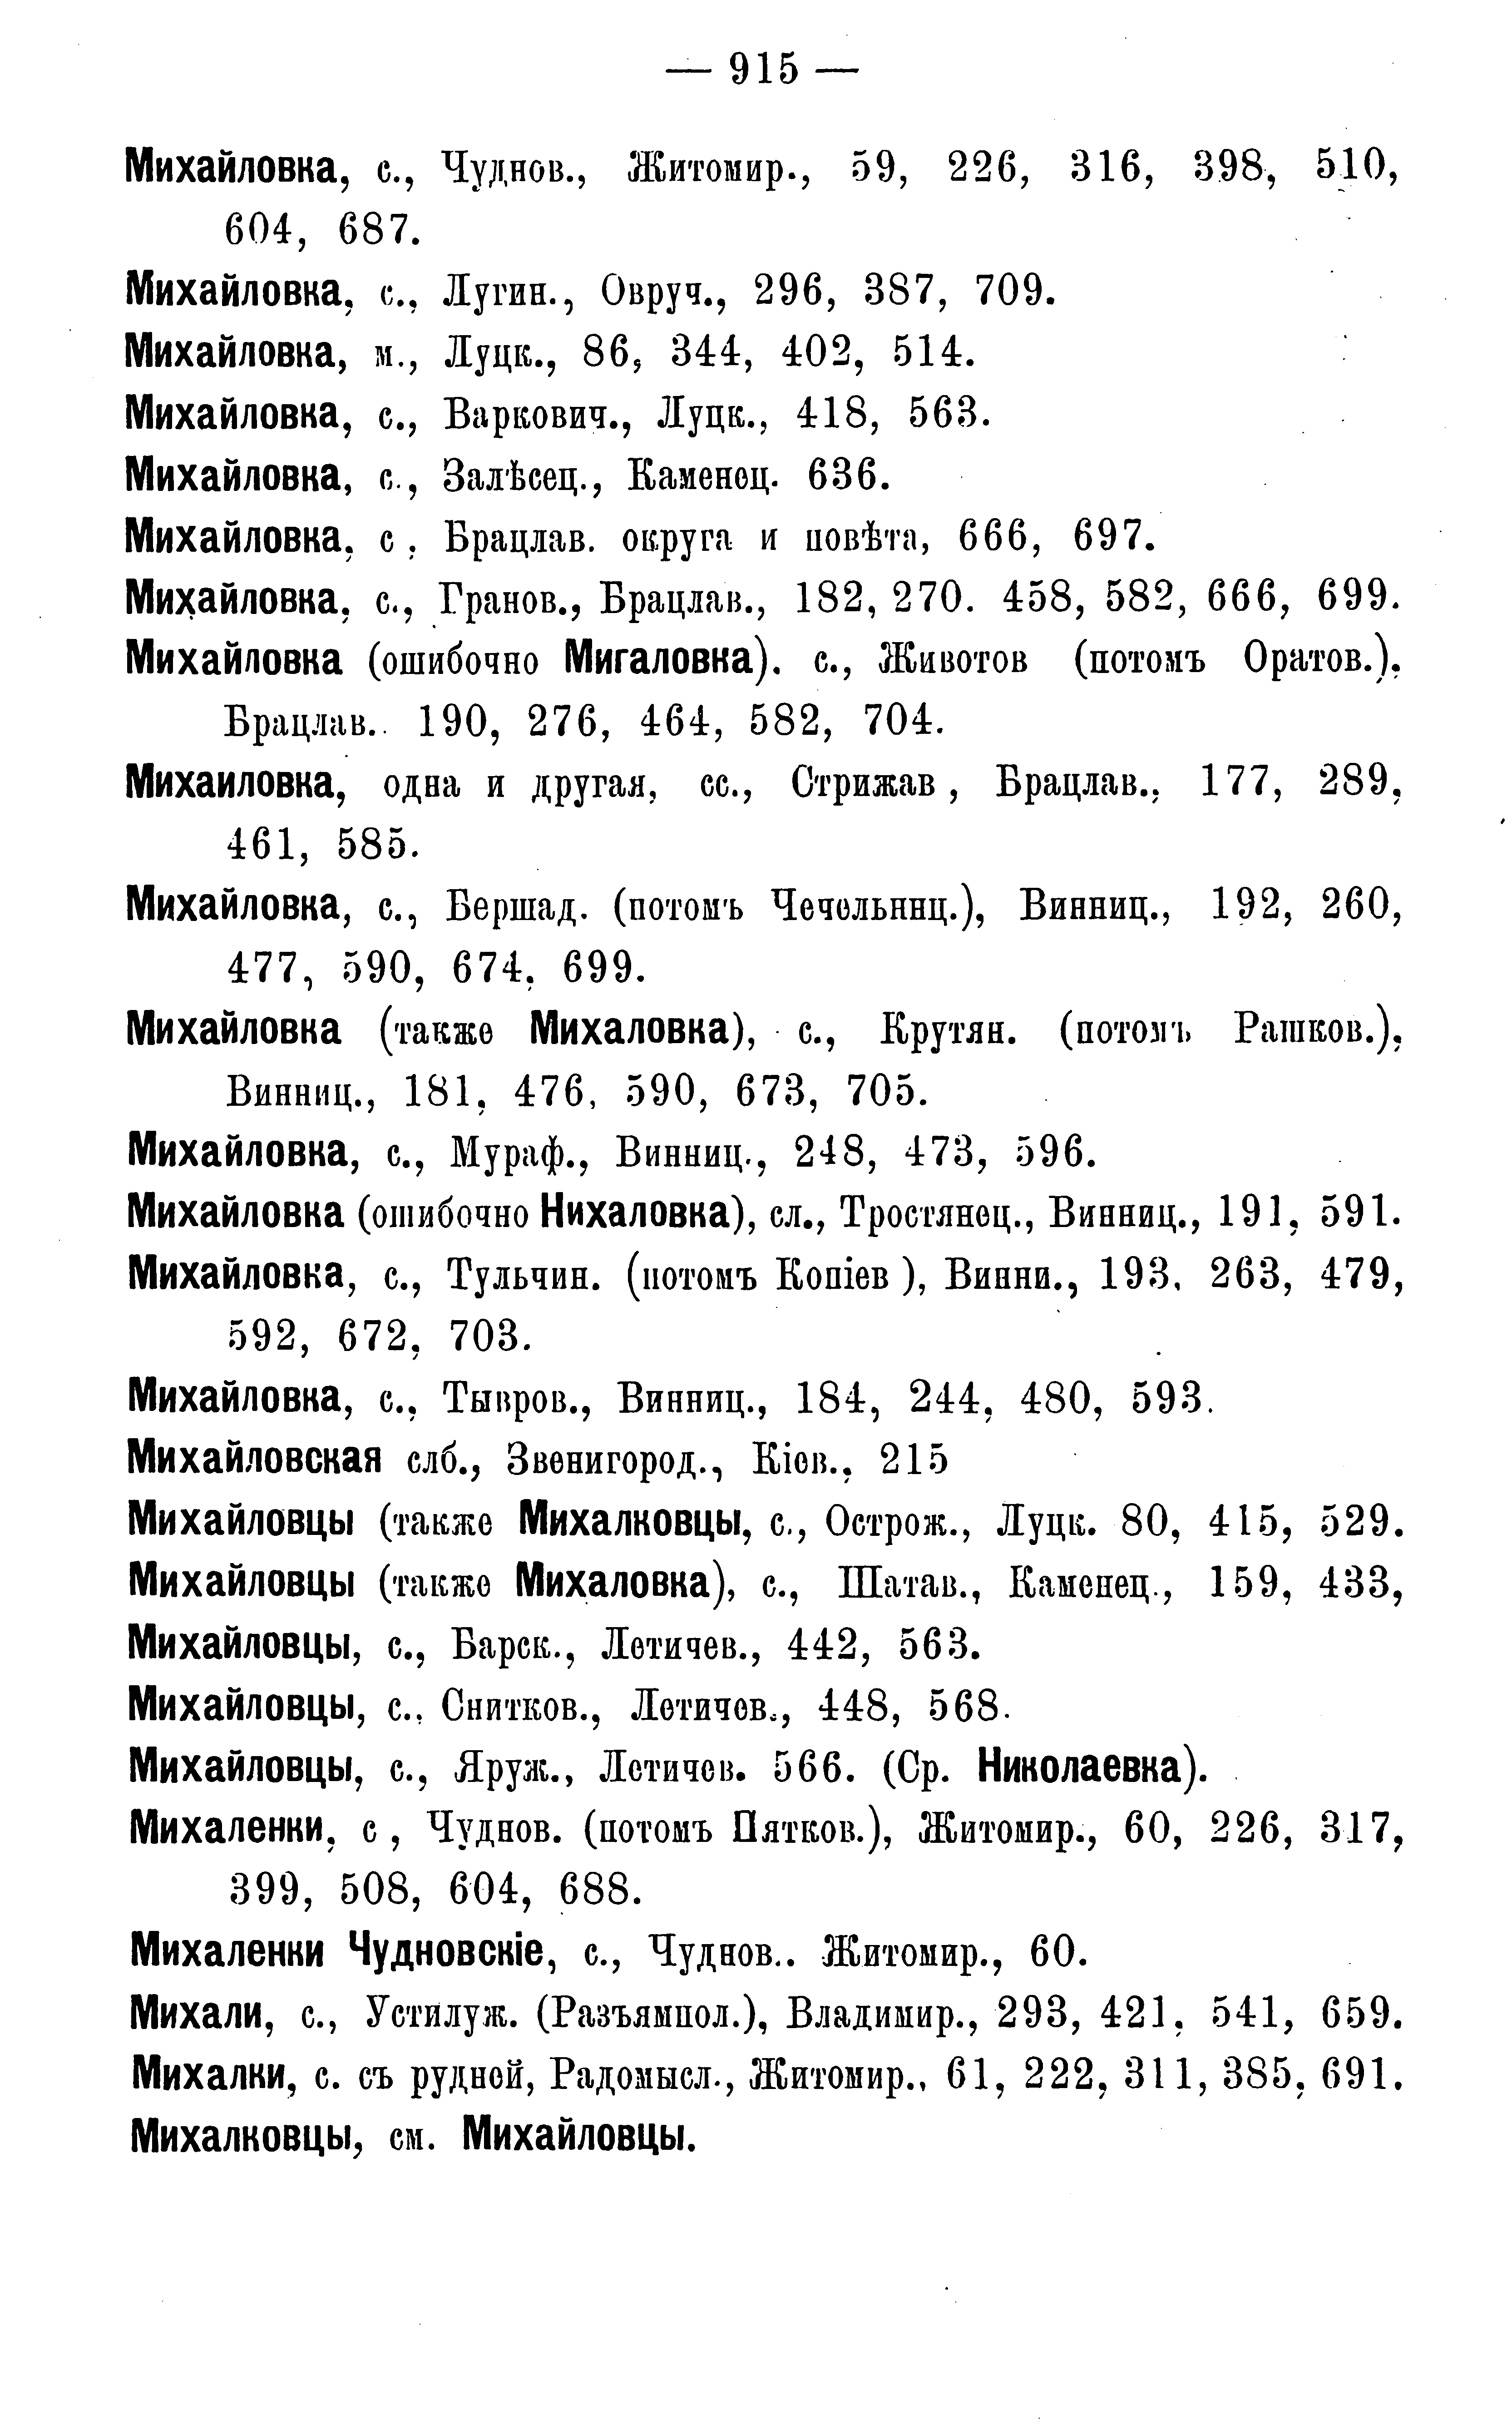 — 915 —
Михайловка, с., Чуднов., Житомир., 59, 226, 316, 398, 510,
604, 687.
Михайловка, с., Лугин., Овруч., 296, 387, 709.
Михайловка, м., Луцк., 86, 344, 402, 514.
Михайловка, с., Варкович., Луцк., 418, 563.
Михайловка, с., Залѣсец., Каменец. 636.
Михайловка, с , Брацлав. округа и повѣта, 666, 697.
Михайловка, с., Гранов., Брацлав., 182, 270. 458, 582, 666, 699.
Михайловка (ошибочно Мигаловка). с., Животов (потомъ Оратов.),
Брацлав.. 190, 276, 464, 582, 704.
Михаиловка, одна и другая, сс., Стрижав , Брацлав., 177, 289,
461, 585.
Михайловка, с., Бершад. (потомъ Чечельниц.), Винниц., 192, 260,
477, 590, 674, 699.
Михайловка (также Михаловка), с., Крутян. (потомъ Рашков.),
Винниц., 181, 476, 590, 673, 705.
Михайловка, с., Мураф., Винниц., 248, 473, 596.
Михайловка (ошибочно Нихаловка), сл., Тростянец., Винниц., 191, 591.
Михайловка, с., Тульчин. (потомъ Копіев ), Винни., 193, 263, 479,
592, 672, 703.
Михайловка, с., Тывров., Винниц., 184, 244, 480, 593.
Михайловская слб., Звенигород., Кіев., 215
Михайловцы (также Михалковцы, с., Острож., Луцк. 80, 415, 529.
Михайловцы (также Михаловка), с., Шатав., Каменец., 159, 433,
Михайловцы, с., Барск., Летичев., 442, 563.
Михайловцы, с., Снитков., Летичев., 448, 568.
Михайловцы, с., Яруж., Летичев. 566. (Ср. Николаевка).
Михаленки, с , Чуднов. (потомъ Пятков.), Житомир., 60, 226, 317,
399, 508, 604, 688.
Михаленки Чудновскіе, с., Чуднов.. Житомир., 60.
Михали, с., Устилуж. (Разъямпол.), Владимир., 293, 421, 541, 659.
Михалки, с. съ рудней, Радомысл., Житомир., 61, 222, 311, 385, 691.
Михалковцы, см. Михайловцы.